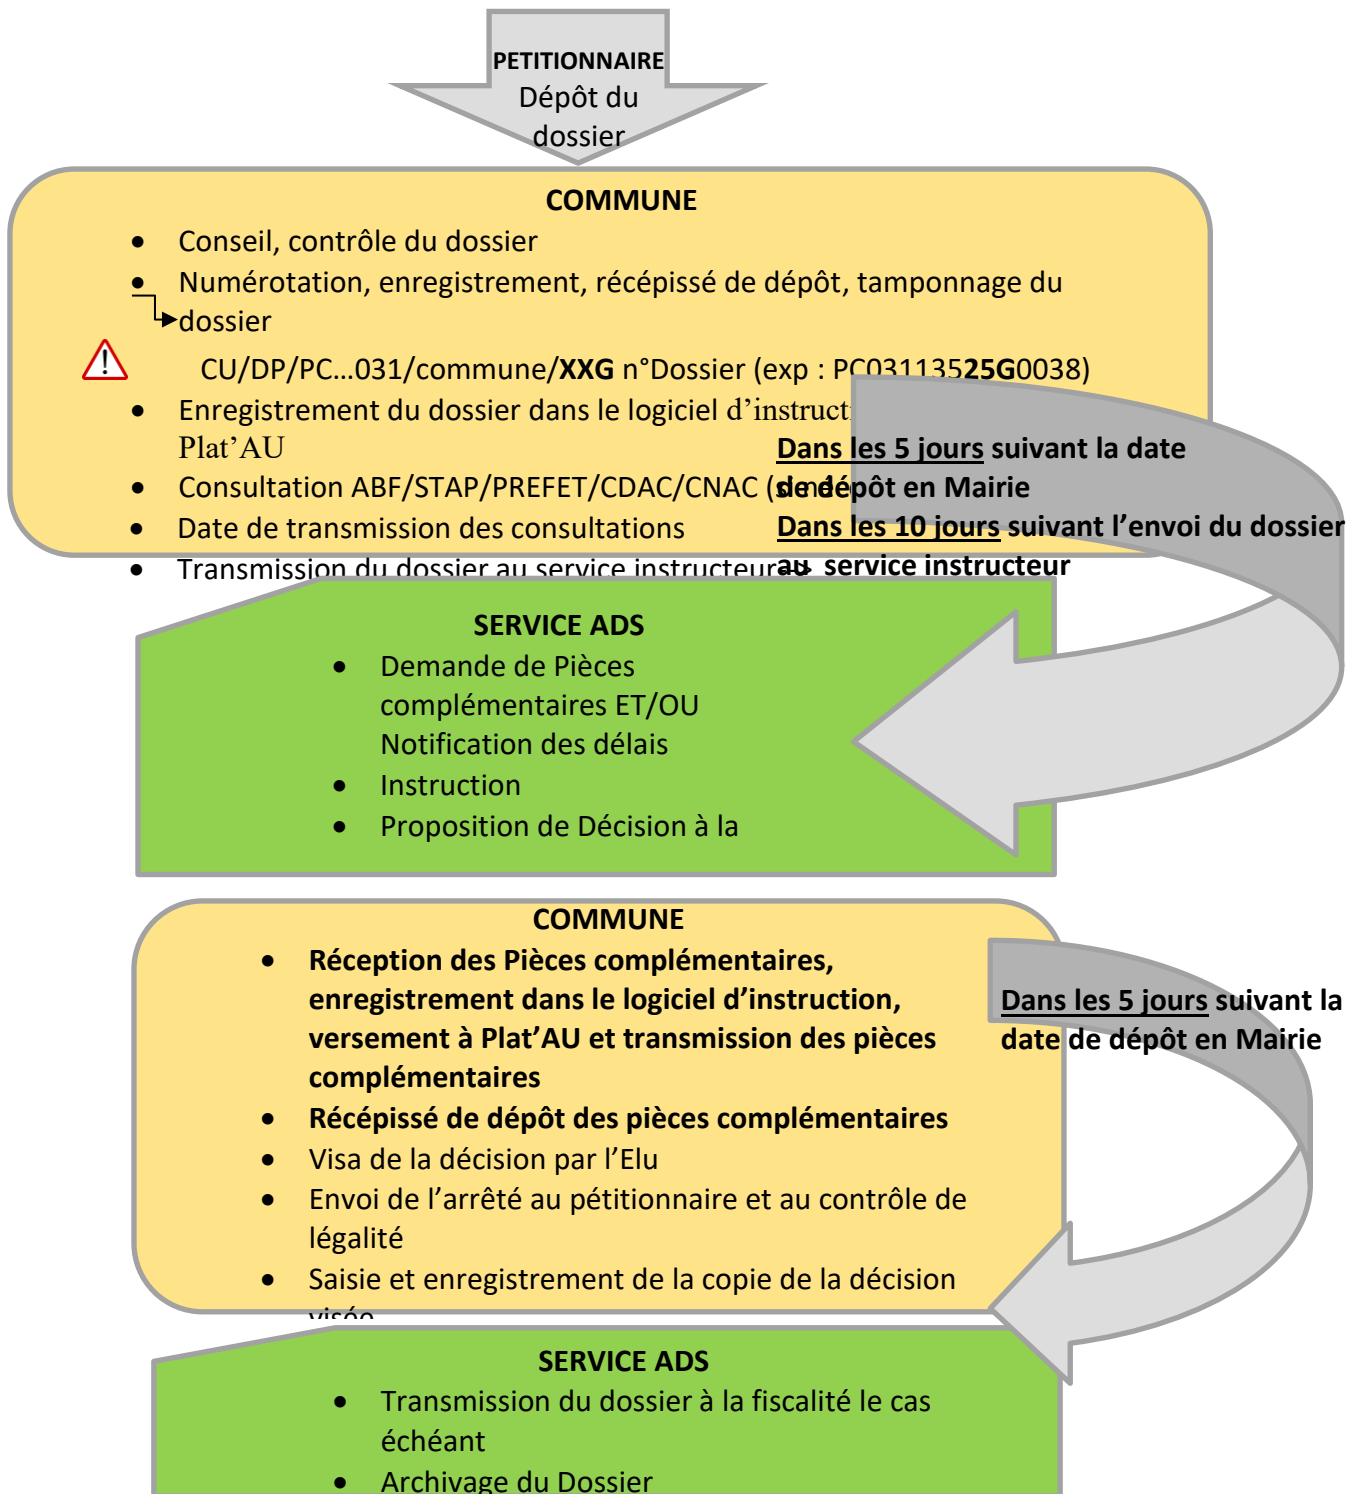 PETITIONNAIRE
Dépôt du
dossier
COMMUNE
• Conseil, contrôle du dossier
• Numérotation, enregistrement, récépissé de dépôt, tamponnage du
dossier
CU/DP/PC…031/commune/XXG n°Dossier (exp : PC03113525G0038)
• Enregistrement du dossier dans le logiciel d’instructi
Plat’AU
• Consultation ABF/STAP/PREFET/CDAC/CNAC
• Date de transmission des consultations
• Transmission du dossier au service instructeur
Dans les 5 jours suivant la date
de dépôt en Mairie
Dans les 10 jours suivant l’envoi du dossier
au service instructeur
SERVICE ADS
• Demande de Pièces
complémentaires ET/OU
Notification des délais
• Instruction
• Proposition de Décision à la
COMMUNE
• Réception des Pièces complémentaires,
enregistrement dans le logiciel d’instruction,
versement à Plat’AU et transmission des pièces
complémentaires
• Récépissé de dépôt des pièces complémentaires
• Visa de la décision par l’Elu
• Envoi de l’arrêté au pétitionnaire et au contrôle de
légalité
• Saisie et enregistrement de la copie de la décision
visée
Dans les 5 jours suivant la
date de dépôt en Mairie
SERVICE ADS
• Transmission du dossier à la fiscalité le cas
échéant
• Archivage du Dossier